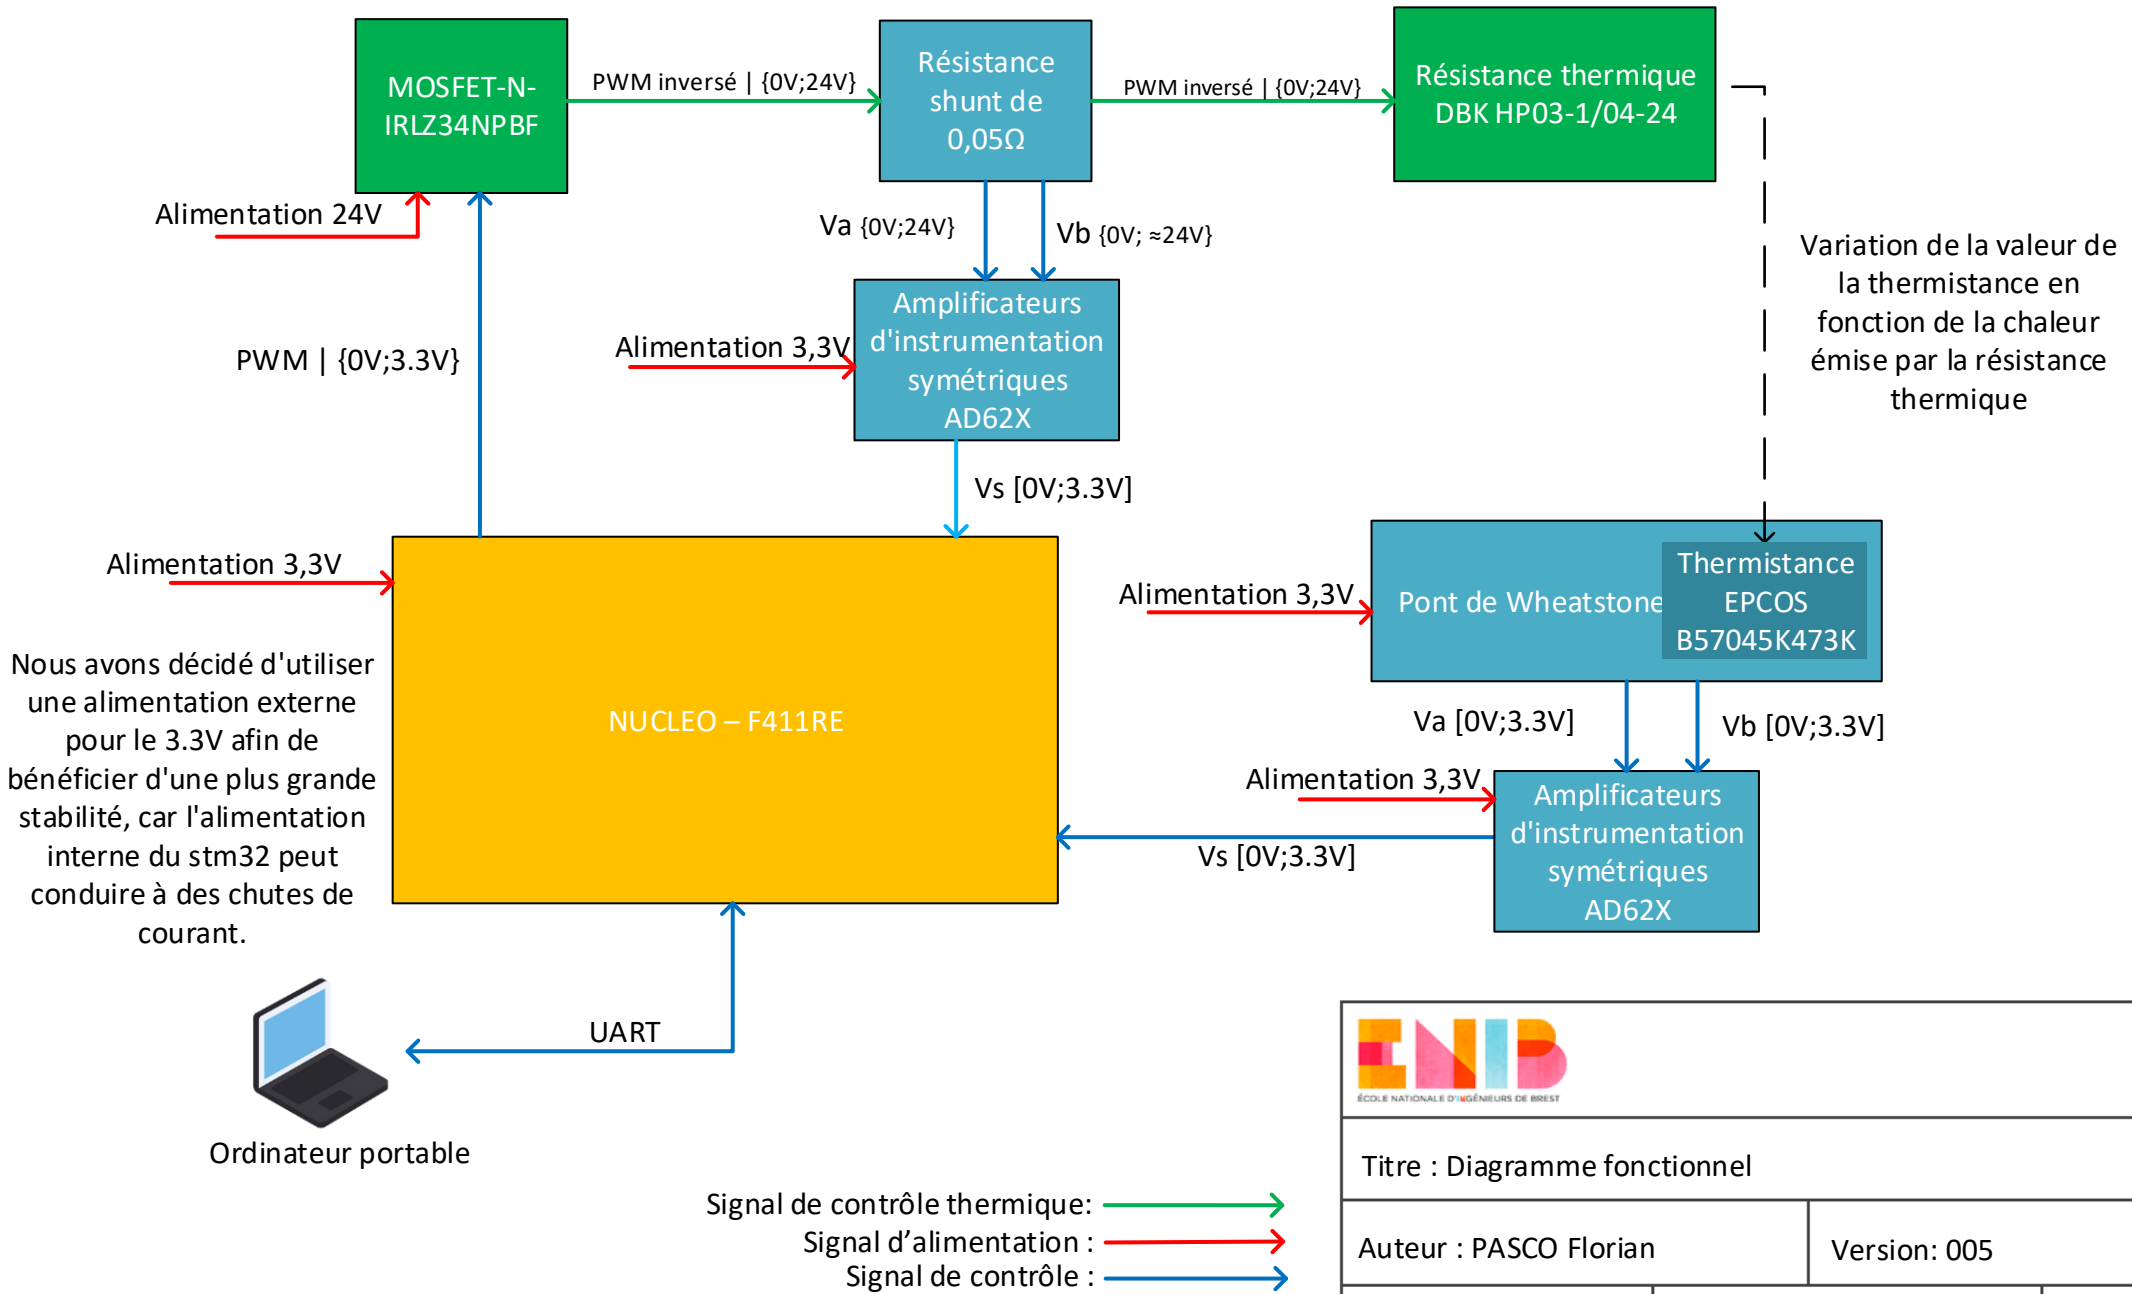 MOSFET-N-
IRLZ34NPBF
PWM inversé | {0V;24V}
Résistance
shunt de
0,05Ω
PWM inversé | {0V;24V}
Résistance thermique
DBK HP03-1/04-24
Alimentation 24V
Va {0V;24V}
Vb {0V; ≈24V}
Variation de la valeur de
la thermistance en
fonction de la chaleur
émise par la résistance
thermique
PWM | {0V;3.3V}
Alimentation 3,3V
Amplificateurs
d'instrumentation
symétriques
AD62X
Vs [0V;3.3V]
Alimentation 3,3V
Alimentation 3,3V
Pont de Wheatstone
Thermistance
EPCOS
B57045K473K
Nous avons décidé d'utiliser
une alimentation externe
pour le 3.3V afin de
bénéficier d'une plus grande
stabilité, car l'alimentation
interne du stm32 peut
conduire à des chutes de
courant.
NUCLEO – F411RE
Va [0V;3.3V]
Vb [0V;3.3V]
Alimentation 3,3V
Amplificateurs
d'instrumentation
symétriques
AD62X
Vs [0V;3.3V]
UART
Ordinateur portable
ENIB
ÉCOLE NATIONALE D'INGÉNIEURS DE BREST
Titre : Diagramme fonctionnel
Auteur : PASCO Florian
Version: 005
Signal de contrôle thermique:
Signal d’alimentation :
Signal de contrôle :